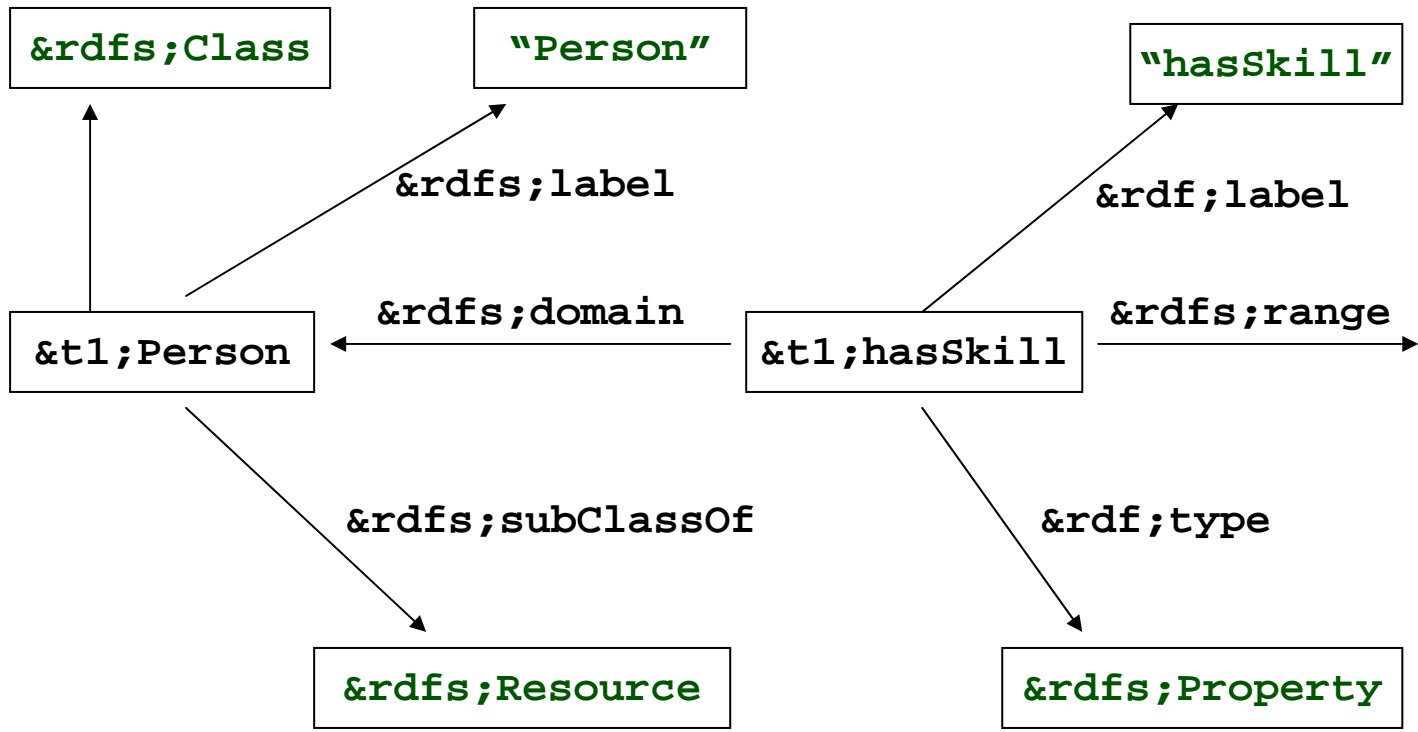 &rdfs;Class
“Person”
“hasSkill”
&rdfs;label
&rdf;label
&rdfs;domain
&rdfs;range
&t1;Person
&t1;hasSkill
&rdfs;subClassOf
&rdf;type
&rdfs;Resource
&rdfs;Property